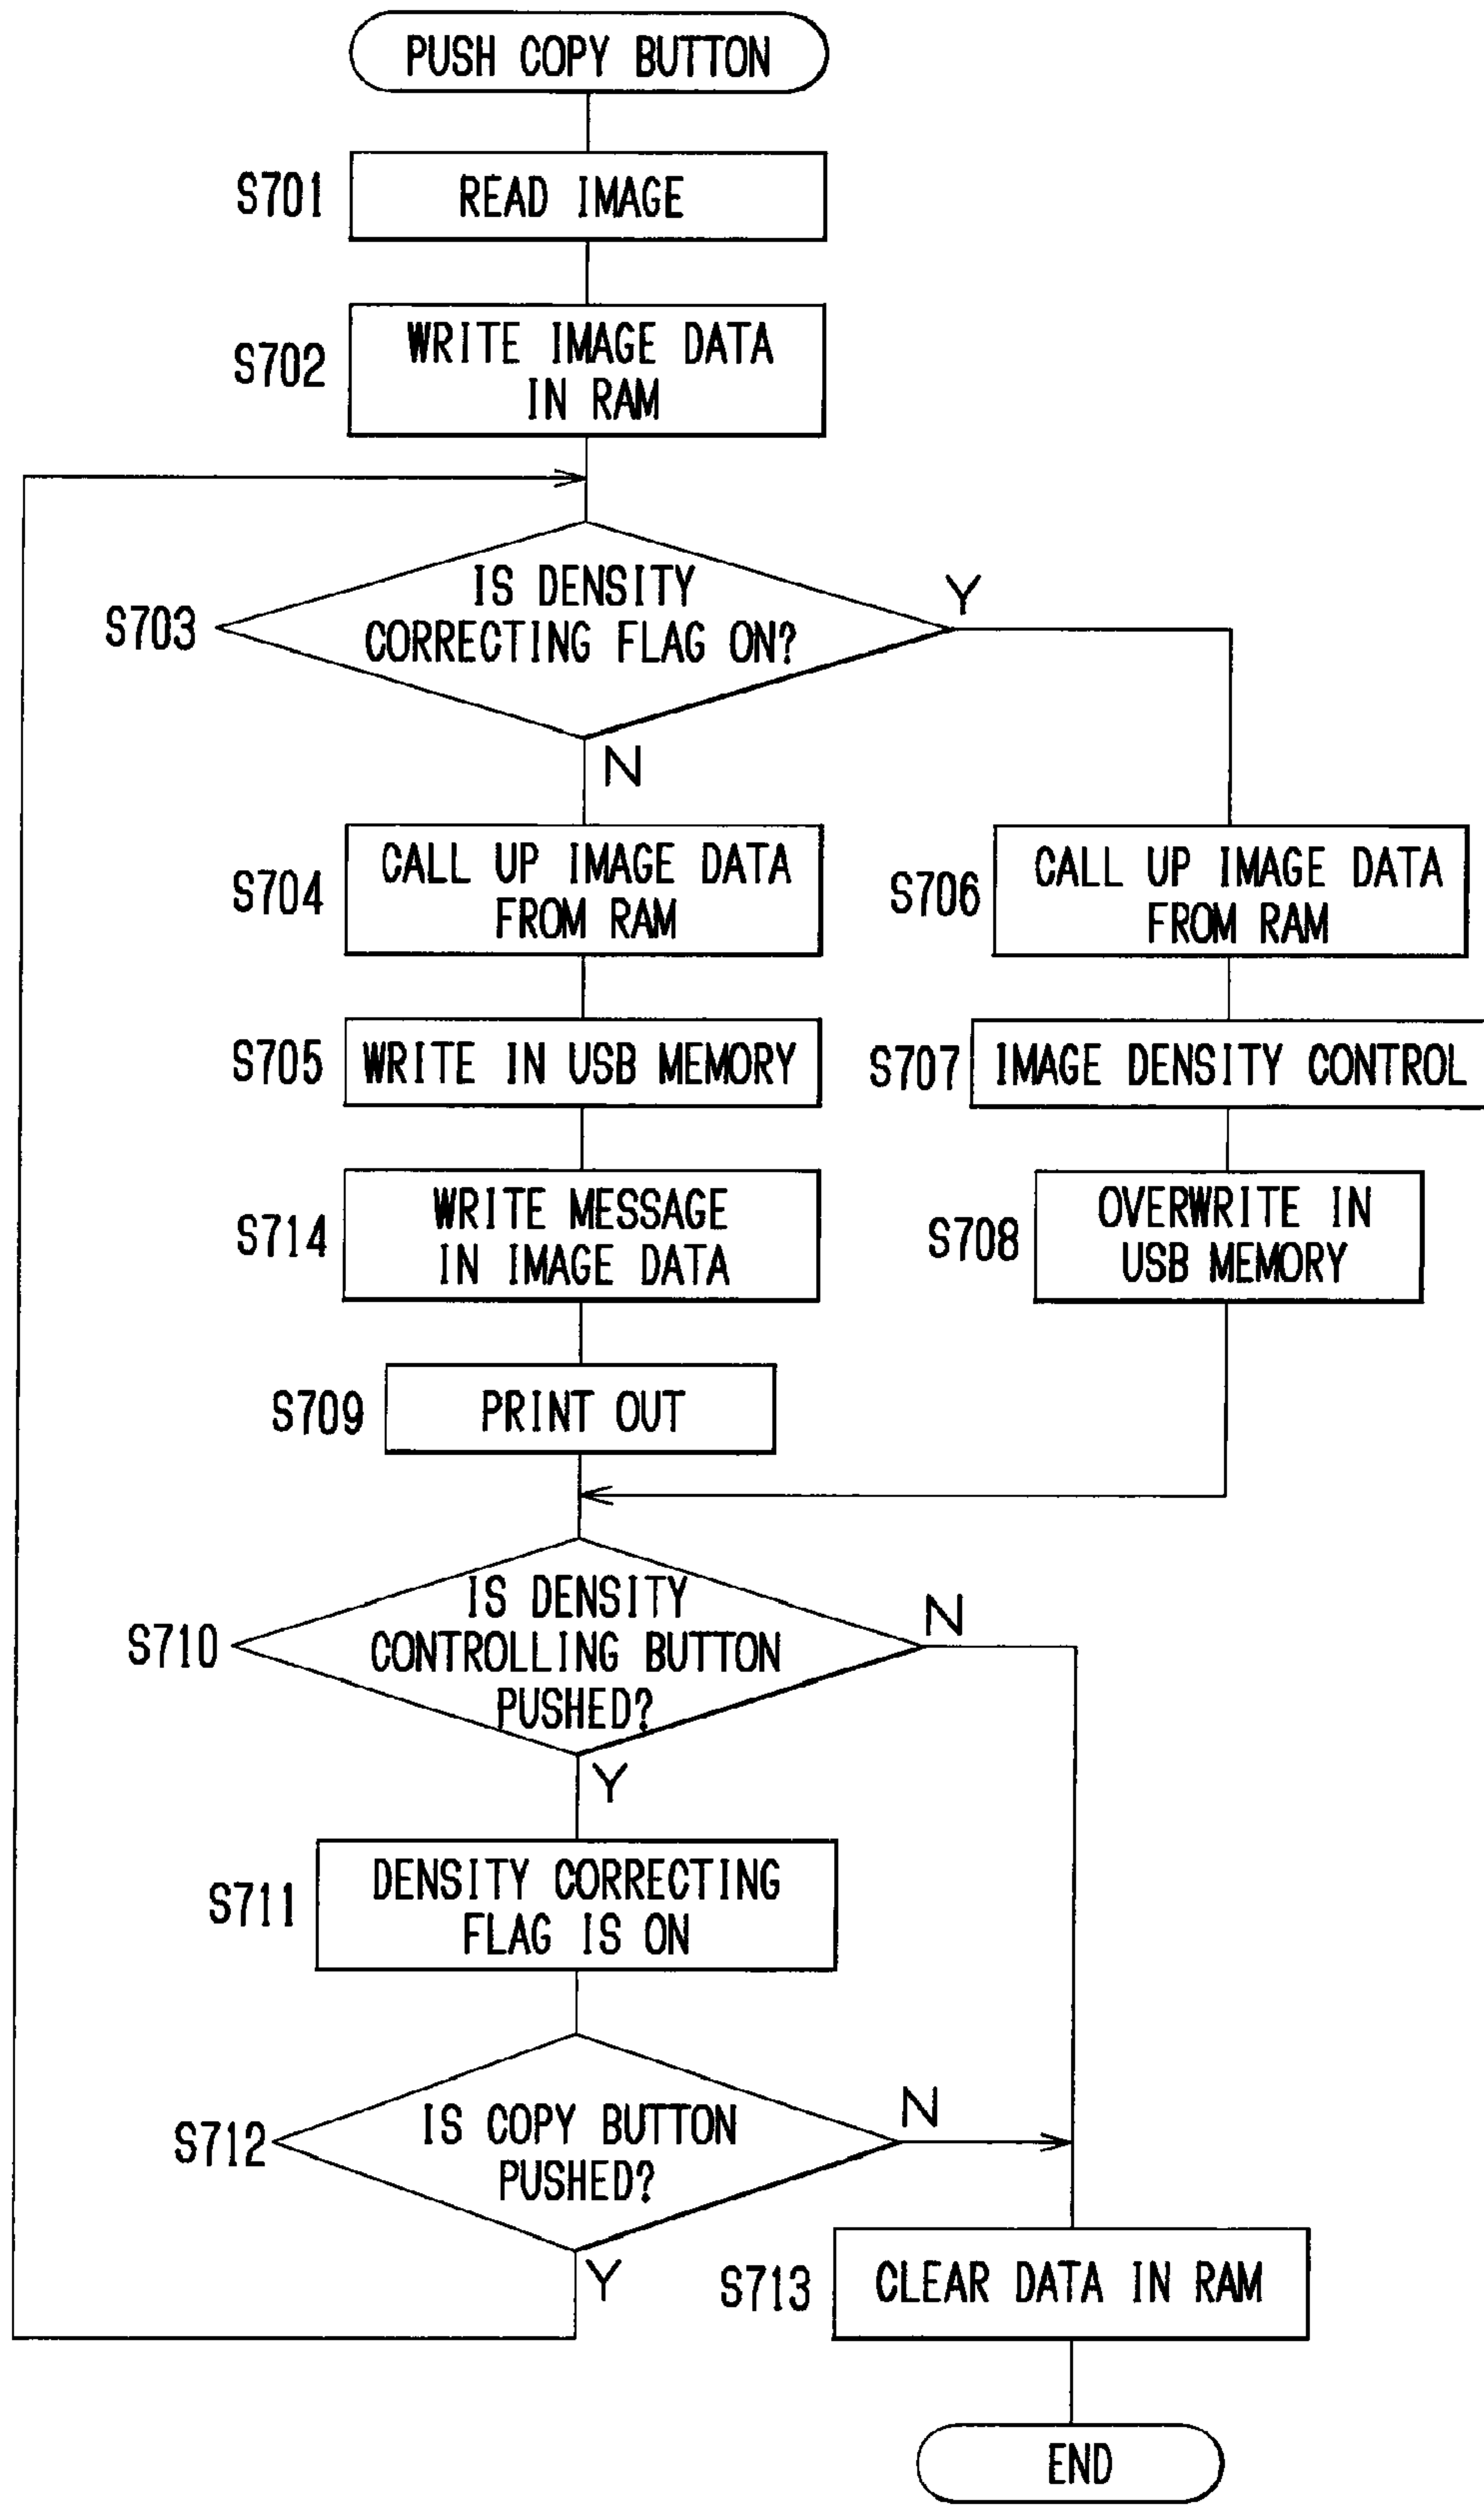 PUSH COPY BUTTON
S701
READ IMAGE
S702
WRITE IMAGE DATA
IN RAM
S703
IS DENSITY
CORRECTING FLAG ON?
Y
N
S704
CALL UP IMAGE DATA
FROM RAM
S706
CALL UP IMAGE DATA
FROM RAM
S705
WRITE IN USB MEMORY
S707
IMAGE DENSITY CONTROL
S714
WRITE MESSAGE
IN IMAGE DATA
S708
OVERWRITE IN
USB MEMORY
S709
PRINT OUT
S710
IS DENSITY
CONTROLLING BUTTON
PUSHED?
N
Y
S711
DENSITY CORRECTING
FLAG IS ON
S712
IS COPY BUTTON
PUSHED?
N
Y
S713
CLEAR DATA IN RAM
END